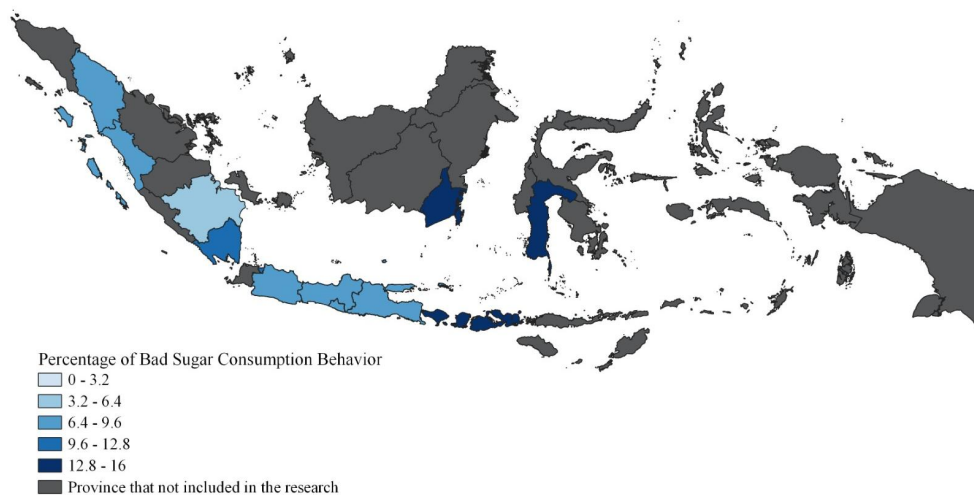 Percentage of Bad Sugar Consumption Behavior
0 - 3.2
3.2 - 6.4
6.4 - 9.6
9.6 - 12.8
12.8 - 16
Province that not included in the research